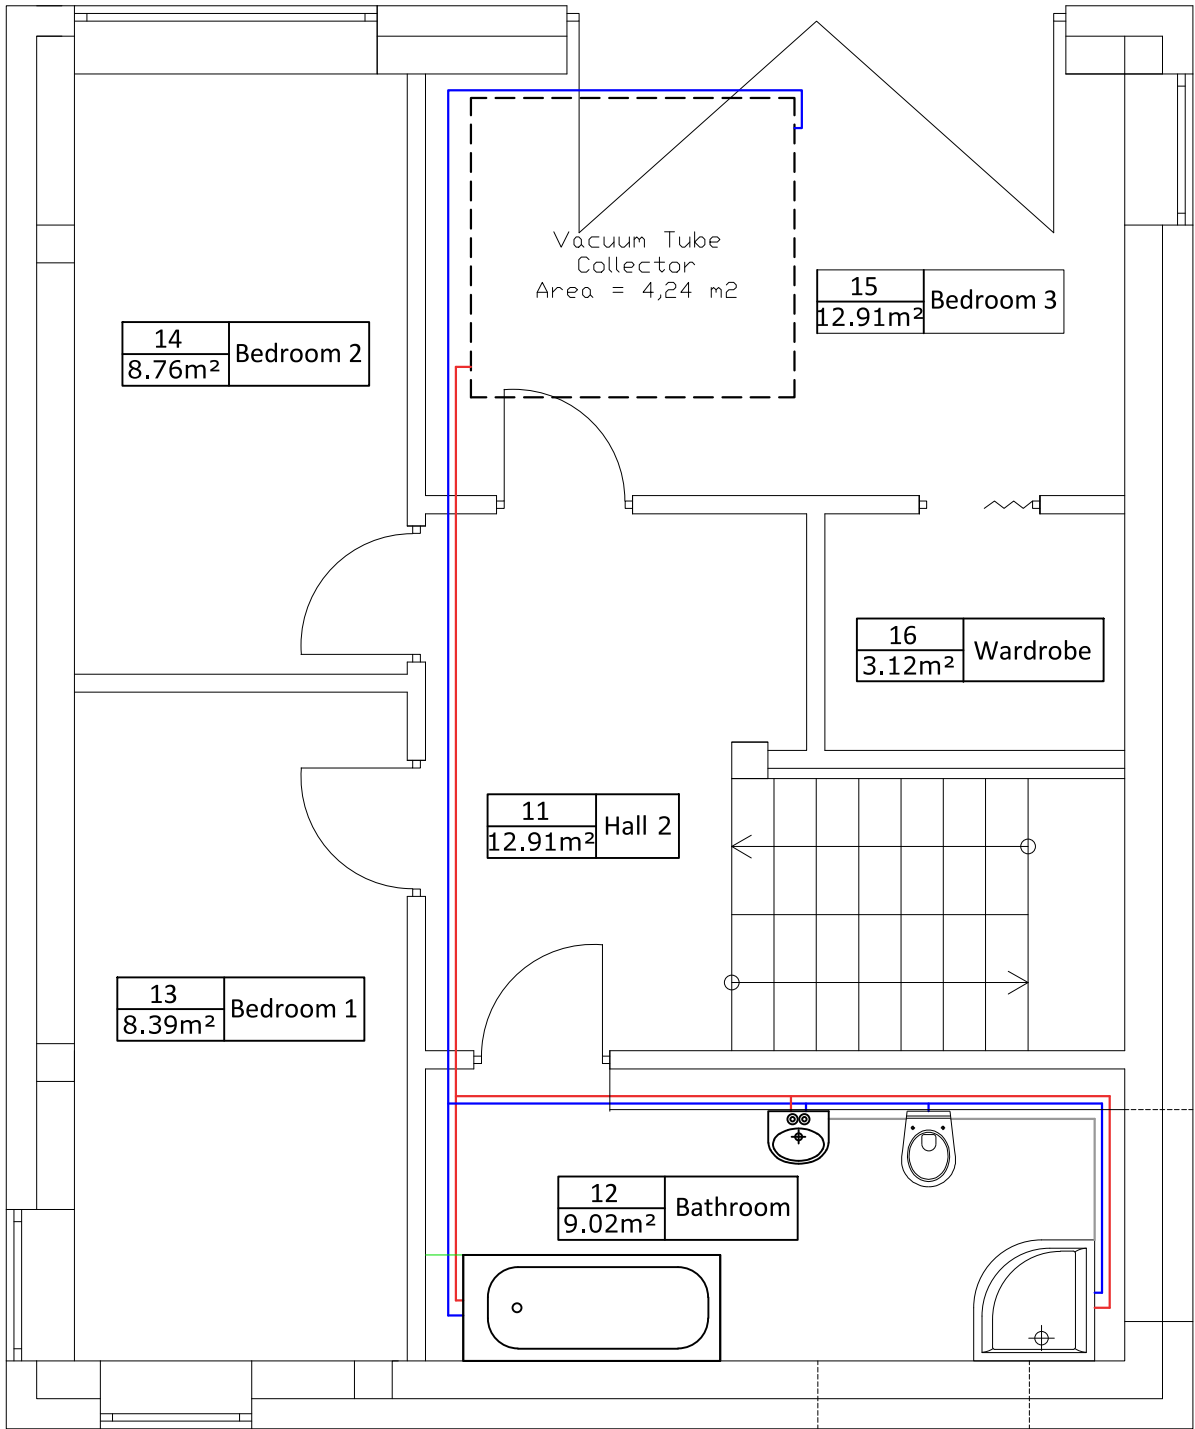 Vacuum Tube
Collector
Area = 4,24 m2
15
12.91m²
Bedroom 3
14
8.76m²
Bedroom 2
16
3.12m²
Wardrobe
11
12.91m²
Hall 2
13
8.39m²
Bedroom 1
12
9.02m²
Bathroom